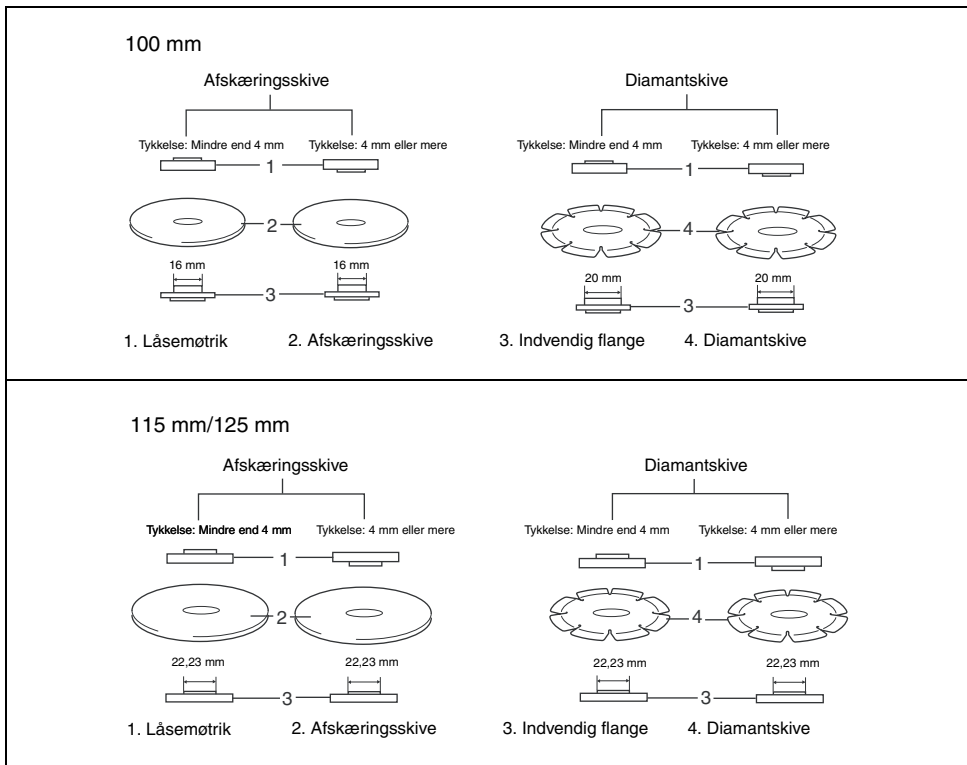 100 mm
Afskæringsskive Diamantskive
Tykkelse: Mindre end 4 mm Tykkelse: 4 mm eller mere Tykkelse: Mindre end 4 mm Tykkelse: 4 mm eller mere
1 1
2 4
16 mm 16 mm 20 mm 20 mm
3 3
1. Låsemøtrik 2. Afskæringsskive 3. Indvendig flange 4. Diamantskive
115 mm/125 mm
Afskæringsskive Diamantskive
Tykkelse: Mindre end 4 mm Tykkelse: 4 mm eller mere Tykkelse: Mindre end 4 mm Tykkelse: 4 mm eller mere
1 1
2 4
22,23 mm 22,23 mm 22,23 mm 22,23 mm
3 3
1. Låsemøtrik 2. Afskæringsskive 3. Indvendig flange 4. Diamantskive